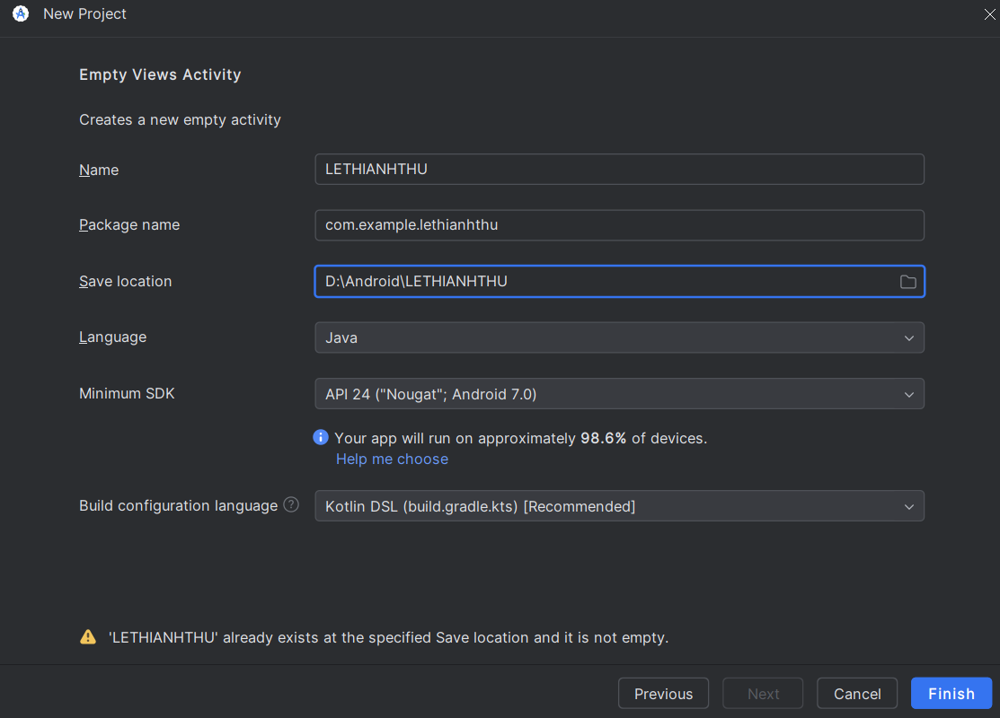 New Project
Empty Views Activity
Creates a new empty activity
Name LETHIANHTHU
Package name com.example.lethianhthu
Save location D:\Android\LETHIANHTHU
Language Java
Minimum SDK API 24 ("Nougat"; Android 7.0)
Your app will run on approximately 98.6% of devices.
Help me choose
Build configuration language ? Kotlin DSL (build.gradle.kts) [Recommended]
'LETHIANHTHU' already exists at the specified Save location and it is not empty.
Previous Next Cancel Finish